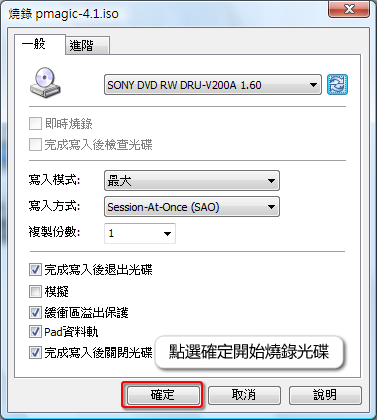 燒錄 pmagic-4.1.iso
一般
進階
SONY DVD RW DRU-V200A 1.60
即時燒錄
完成寫入後檢查光碟
寫入模式:
最大
寫入方式:
Session-At-Once (SAO)
複製份數:
1
完成寫入後退出光碟
模擬
緩衝區溢出保護
Pad資料軌
完成寫入後關閉光碟
點選確定開始燒錄光碟
確定
取消
說明